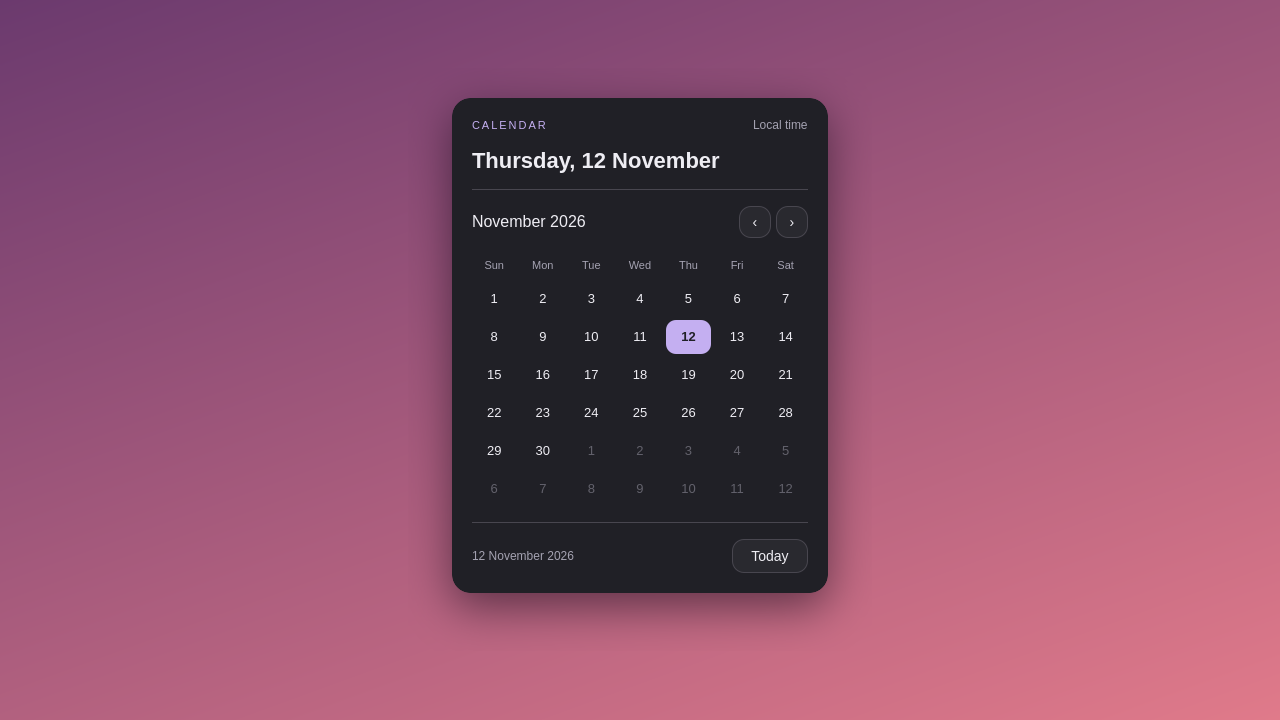 CALENDAR Local time
Thursday, 12 November
November 2026 ‹ ›
Sun Mon Tue Wed Thu Fri Sat
1 2 3 4 5 6 7
8 9 10 11 12 13 14
15 16 17 18 19 20 21
22 23 24 25 26 27 28
29 30 1 2 3 4 5
6 7 8 9 10 11 12
12 November 2026 Today